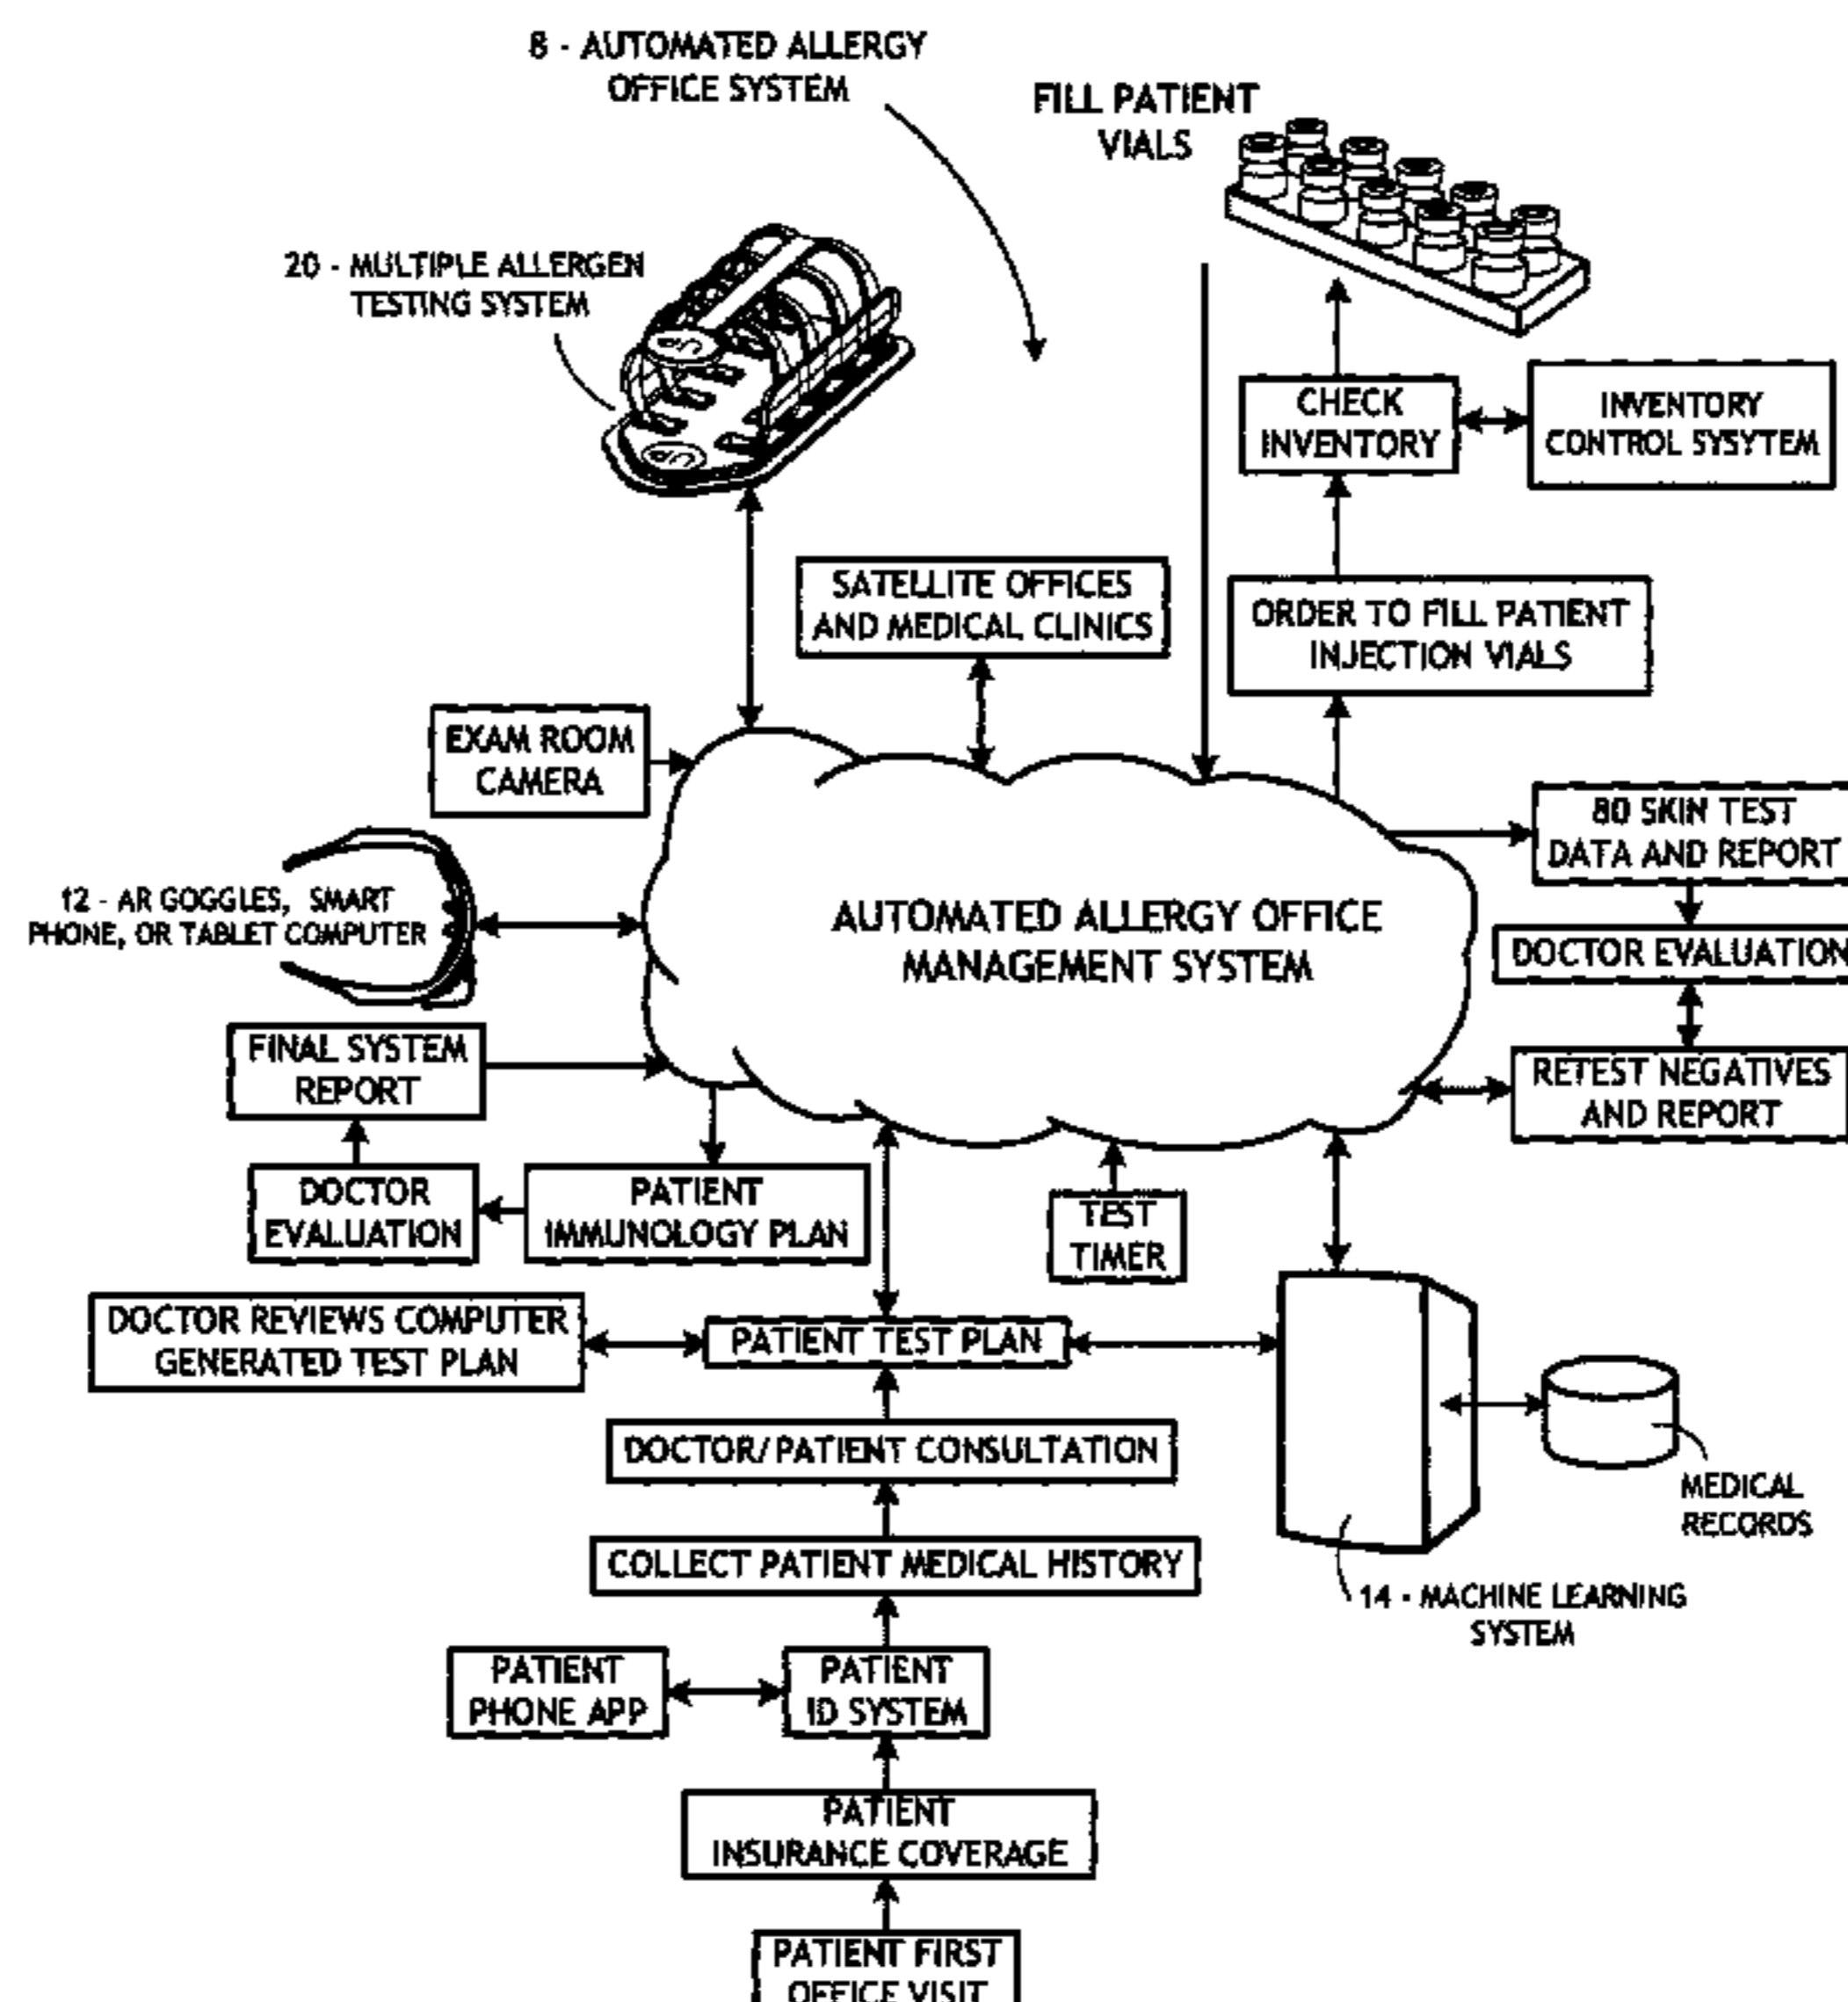 8 - AUTOMATED ALLERGY
OFFICE SYSTEM
FILL PATIENT
VIALS
20 - MULTIPLE ALLERGEN
TESTING SYSTEM
CHECK
INVENTORY
INVENTORY
CONTROL SYSYTEM
SATELLITE OFFICES
AND MEDICAL CLINICS
ORDER TO FILL PATIENT
INJECTION VIALS
EXAM ROOM
CAMERA
80 SKIN TEST
DATA AND REPORT
12 - AR GOGGLES, SMART
PHONE, OR TABLET COMPUTER
AUTOMATED ALLERGY OFFICE
MANAGEMENT SYSTEM
DOCTOR EVALUATION
FINAL SYSTEM
REPORT
RETEST NEGATIVES
AND REPORT
DOCTOR
EVALUATION
PATIENT
IMMUNOLOGY PLAN
TEST
TIMER
DOCTOR REVIEWS COMPUTER
GENERATED TEST PLAN
PATIENT TEST PLAN
DOCTOR/PATIENT CONSULTATION
MEDICAL
RECORDS
COLLECT PATIENT MEDICAL HISTORY
14 - MACHINE LEARNING
SYSTEM
PATIENT
PHONE APP
PATIENT
ID SYSTEM
PATIENT
INSURANCE COVERAGE
PATIENT FIRST
OFFICE VISIT